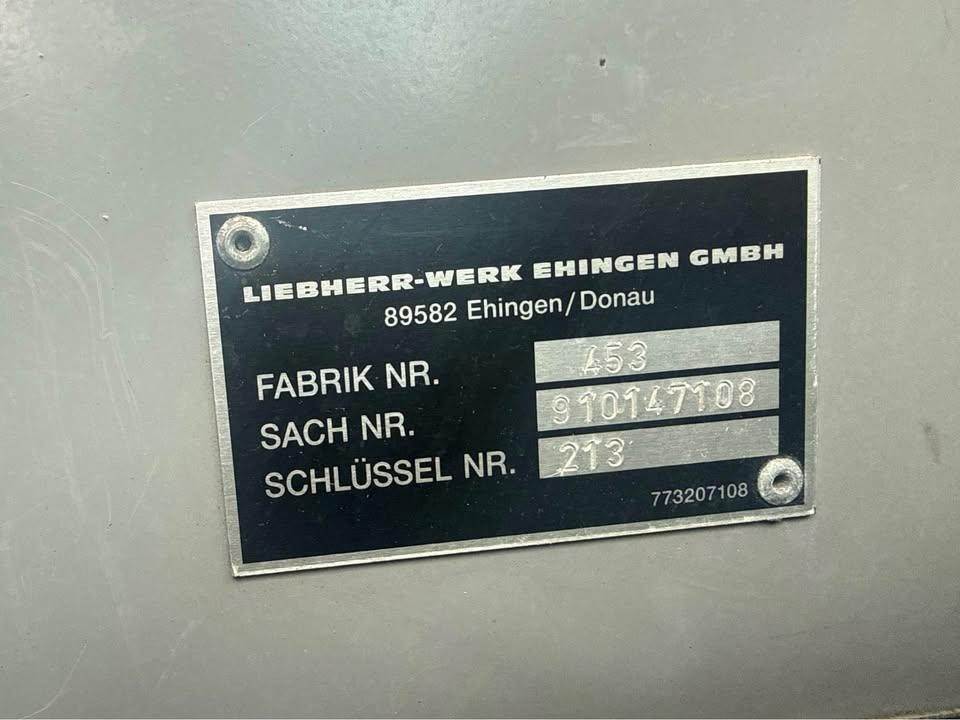 LIEBHERR-WERK EHINGEN GMBH
89582 Ehingen/Donau
FABRIK NR. 453
SACH NR. 910147108
SCHLÜSSEL NR. 213
773207108